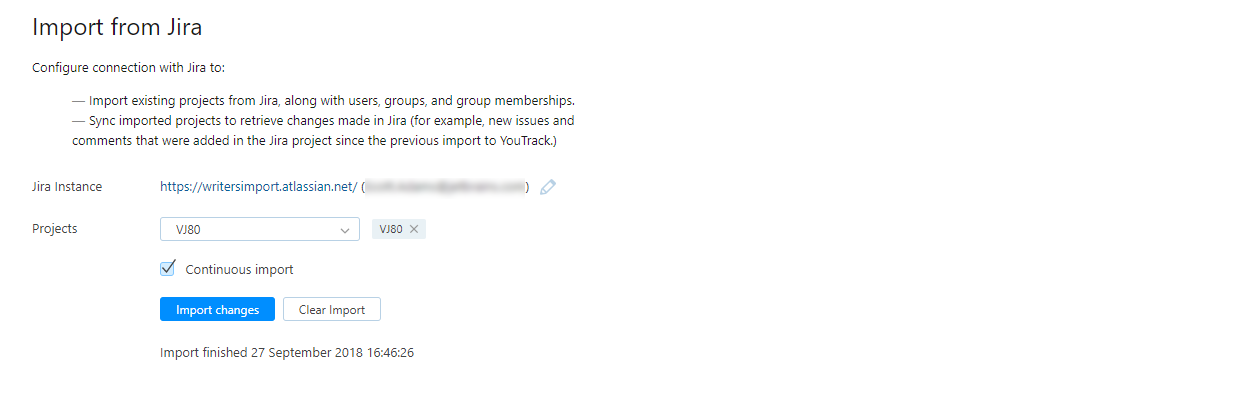 Import from Jira
Configure connection with Jira to:
— Import existing projects from Jira, along with users, groups, and group memberships.
— Sync imported projects to retrieve changes made in Jira (for example, new issues and
comments that were added in the Jira project since the previous import to YouTrack.)
Jira Instance https://writersimport.atlassian.net/ ( )
Projects VJ80 VJ80
Continuous import
Import changes Clear Import
Import finished 27 September 2018 16:46:26